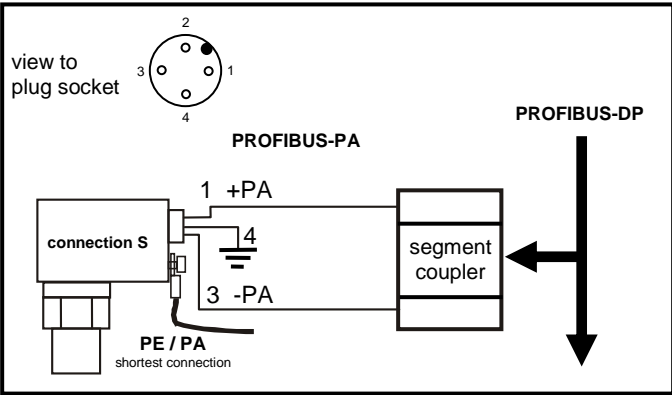 2
view to
plug socket
3
1
4
PROFIBUS-DP
PROFIBUS-PA
1 +PA
connection S
4
segment
coupler
3 -PA
PE / PA
shortest connection